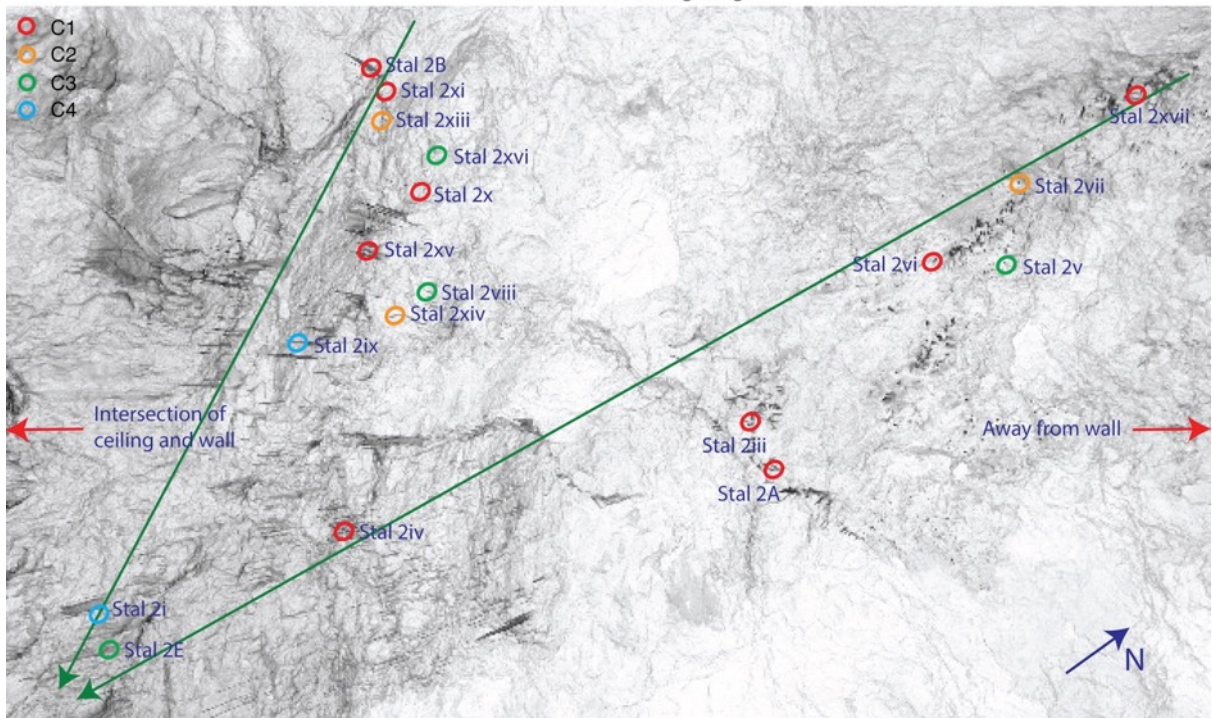 C1
C2
C3
C4
Stal 2B
Stal 2xi
Stal 2xiii
Stal 2xvi
Stal 2x
Stal 2xv
Stal 2viii
Stal 2xiv
Stal 2ix
Stal 2xvii
Stal 2vii
Stal 2vi
Stal 2v
Intersection of
ceiling and wall
Away from wall
Stal 2iii
Stal 2A
Stal 2iv
Stal 2i
Stal 2E
N